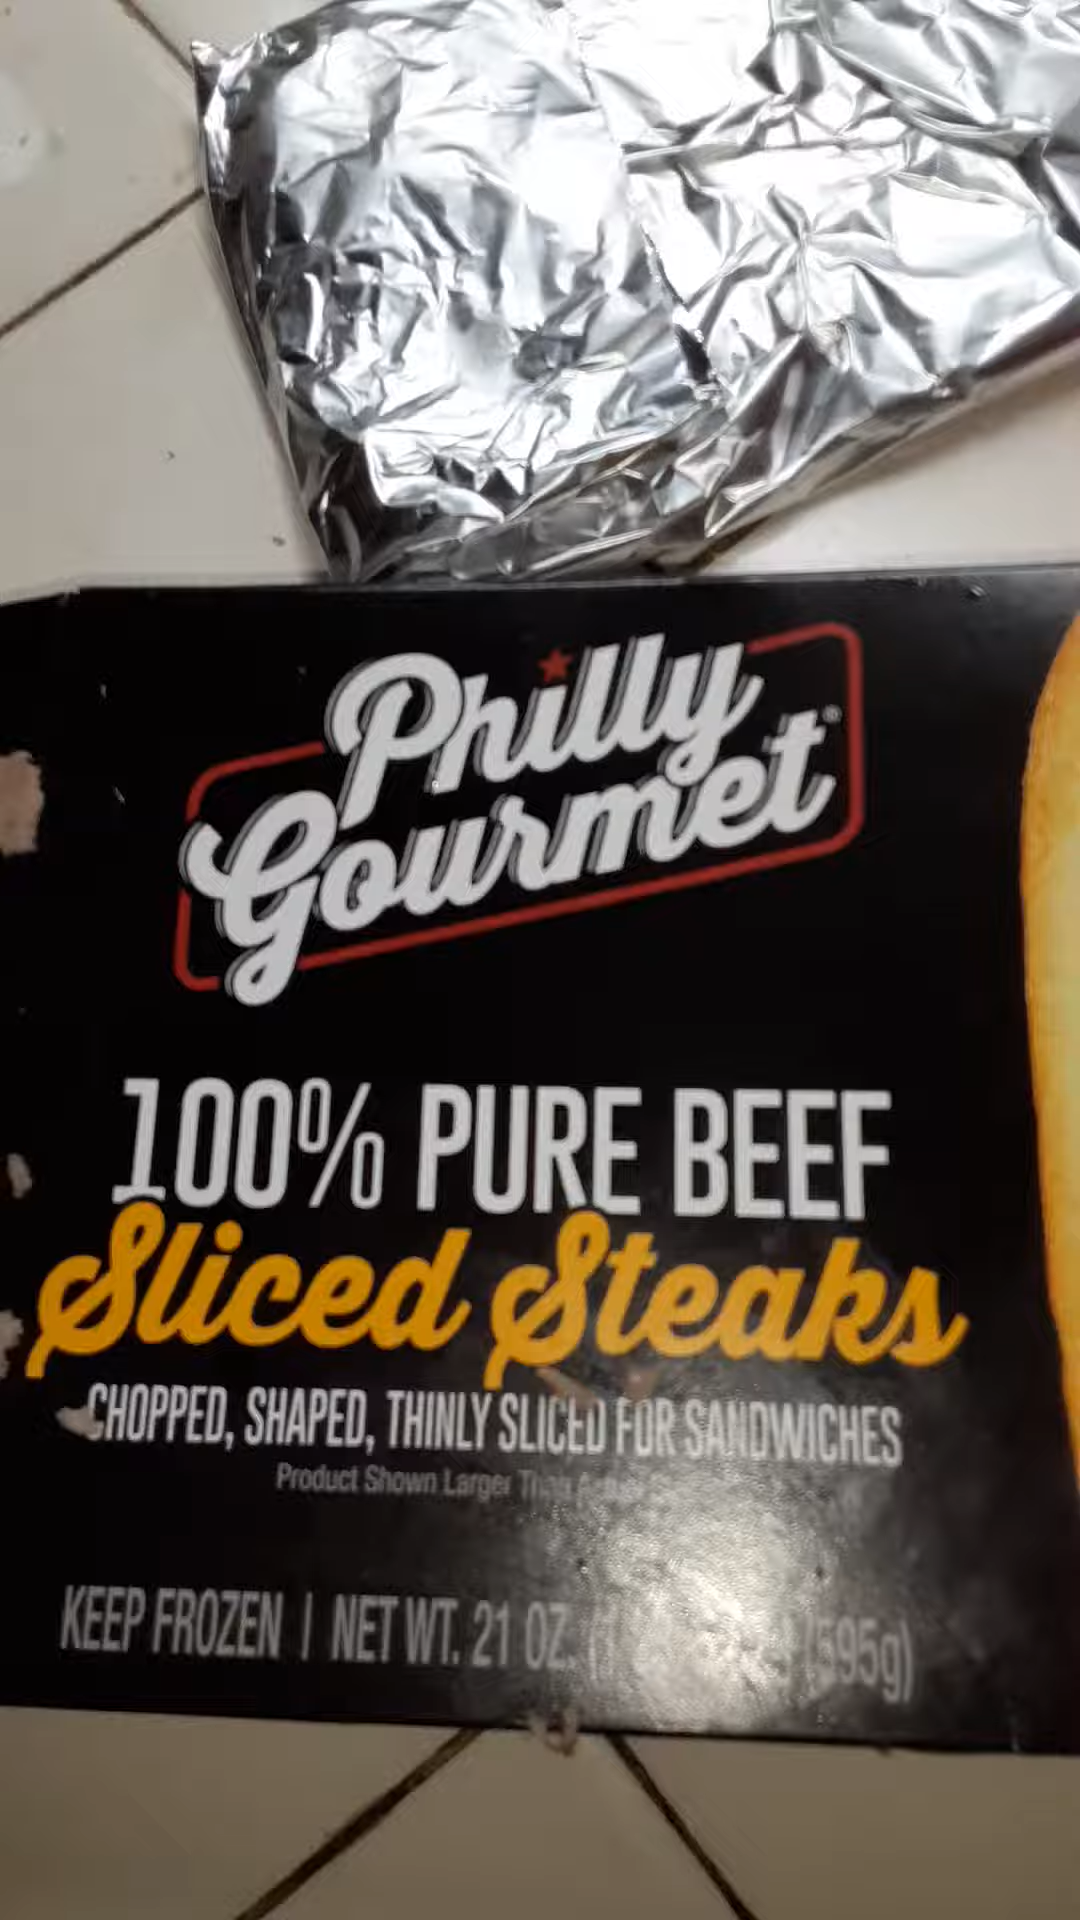 Philly
Gourmet®
100% PURE BEEF
Sliced Steaks
CHOPPED, SHAPED, THINLY SLICED FOR SANDWICHES
Product Shown Larger Than
KEEP FROZEN | NET WT. 21 OZ. (595g)